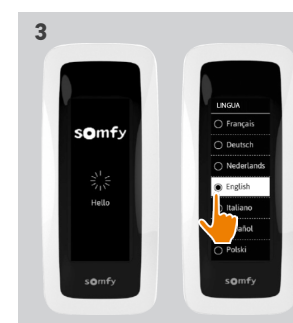 3
somfy
Hello
somfy
LINGUA
Français
Deutsch
Nederlands
English
Italiano
Polski
somfy